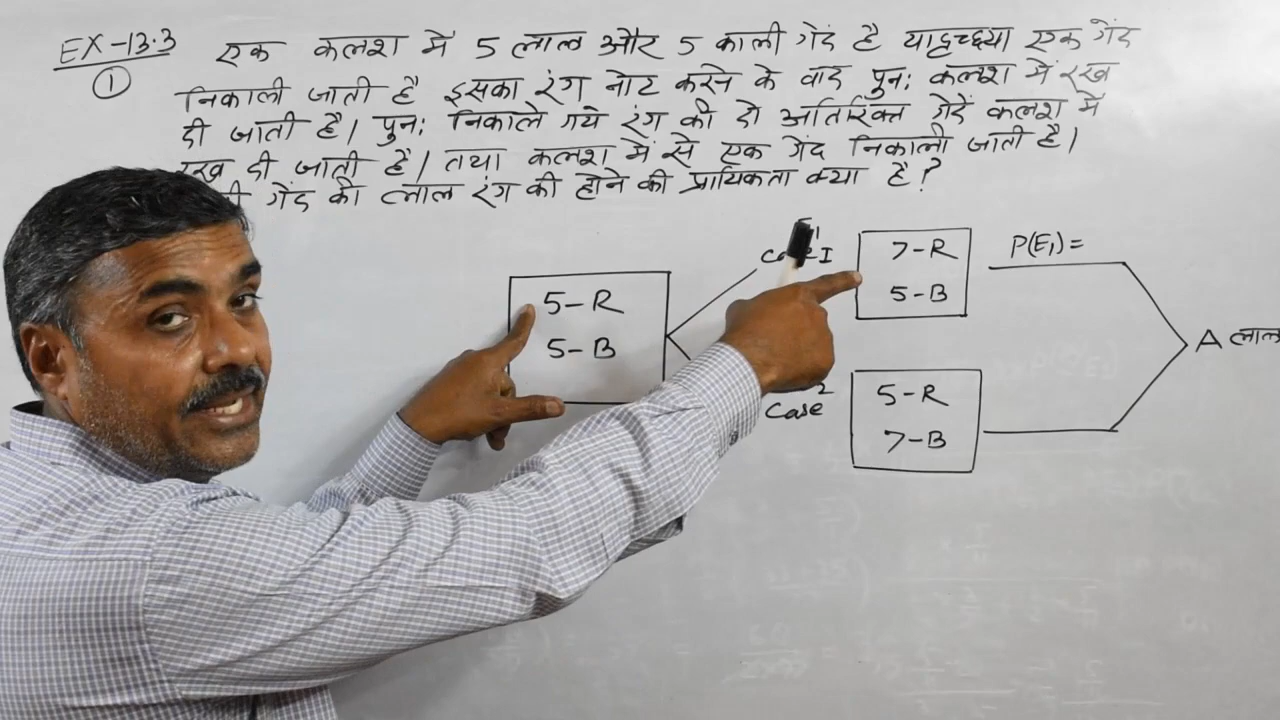 EX-13.3 एक कलश में 5 लाल और 5 काली गेंद है यादृच्छया एक गेंद
① निकाली जाती है इसका रंग नोट करने के बाद पुनः कलश में रख
दी जाती है। पुनः निकाले गये रंग की दो अतिरिक्त गेदें कलश में
रख दी जाती है। तथा कलश में से एक गेंद निकाली जाती है।
गेंद की लाल रंग की होने की प्रायिकता क्या है?
5-R
5-B
I
7-R
5-B
P(E₁) =
A लाल
2
Case
5-R
7-B